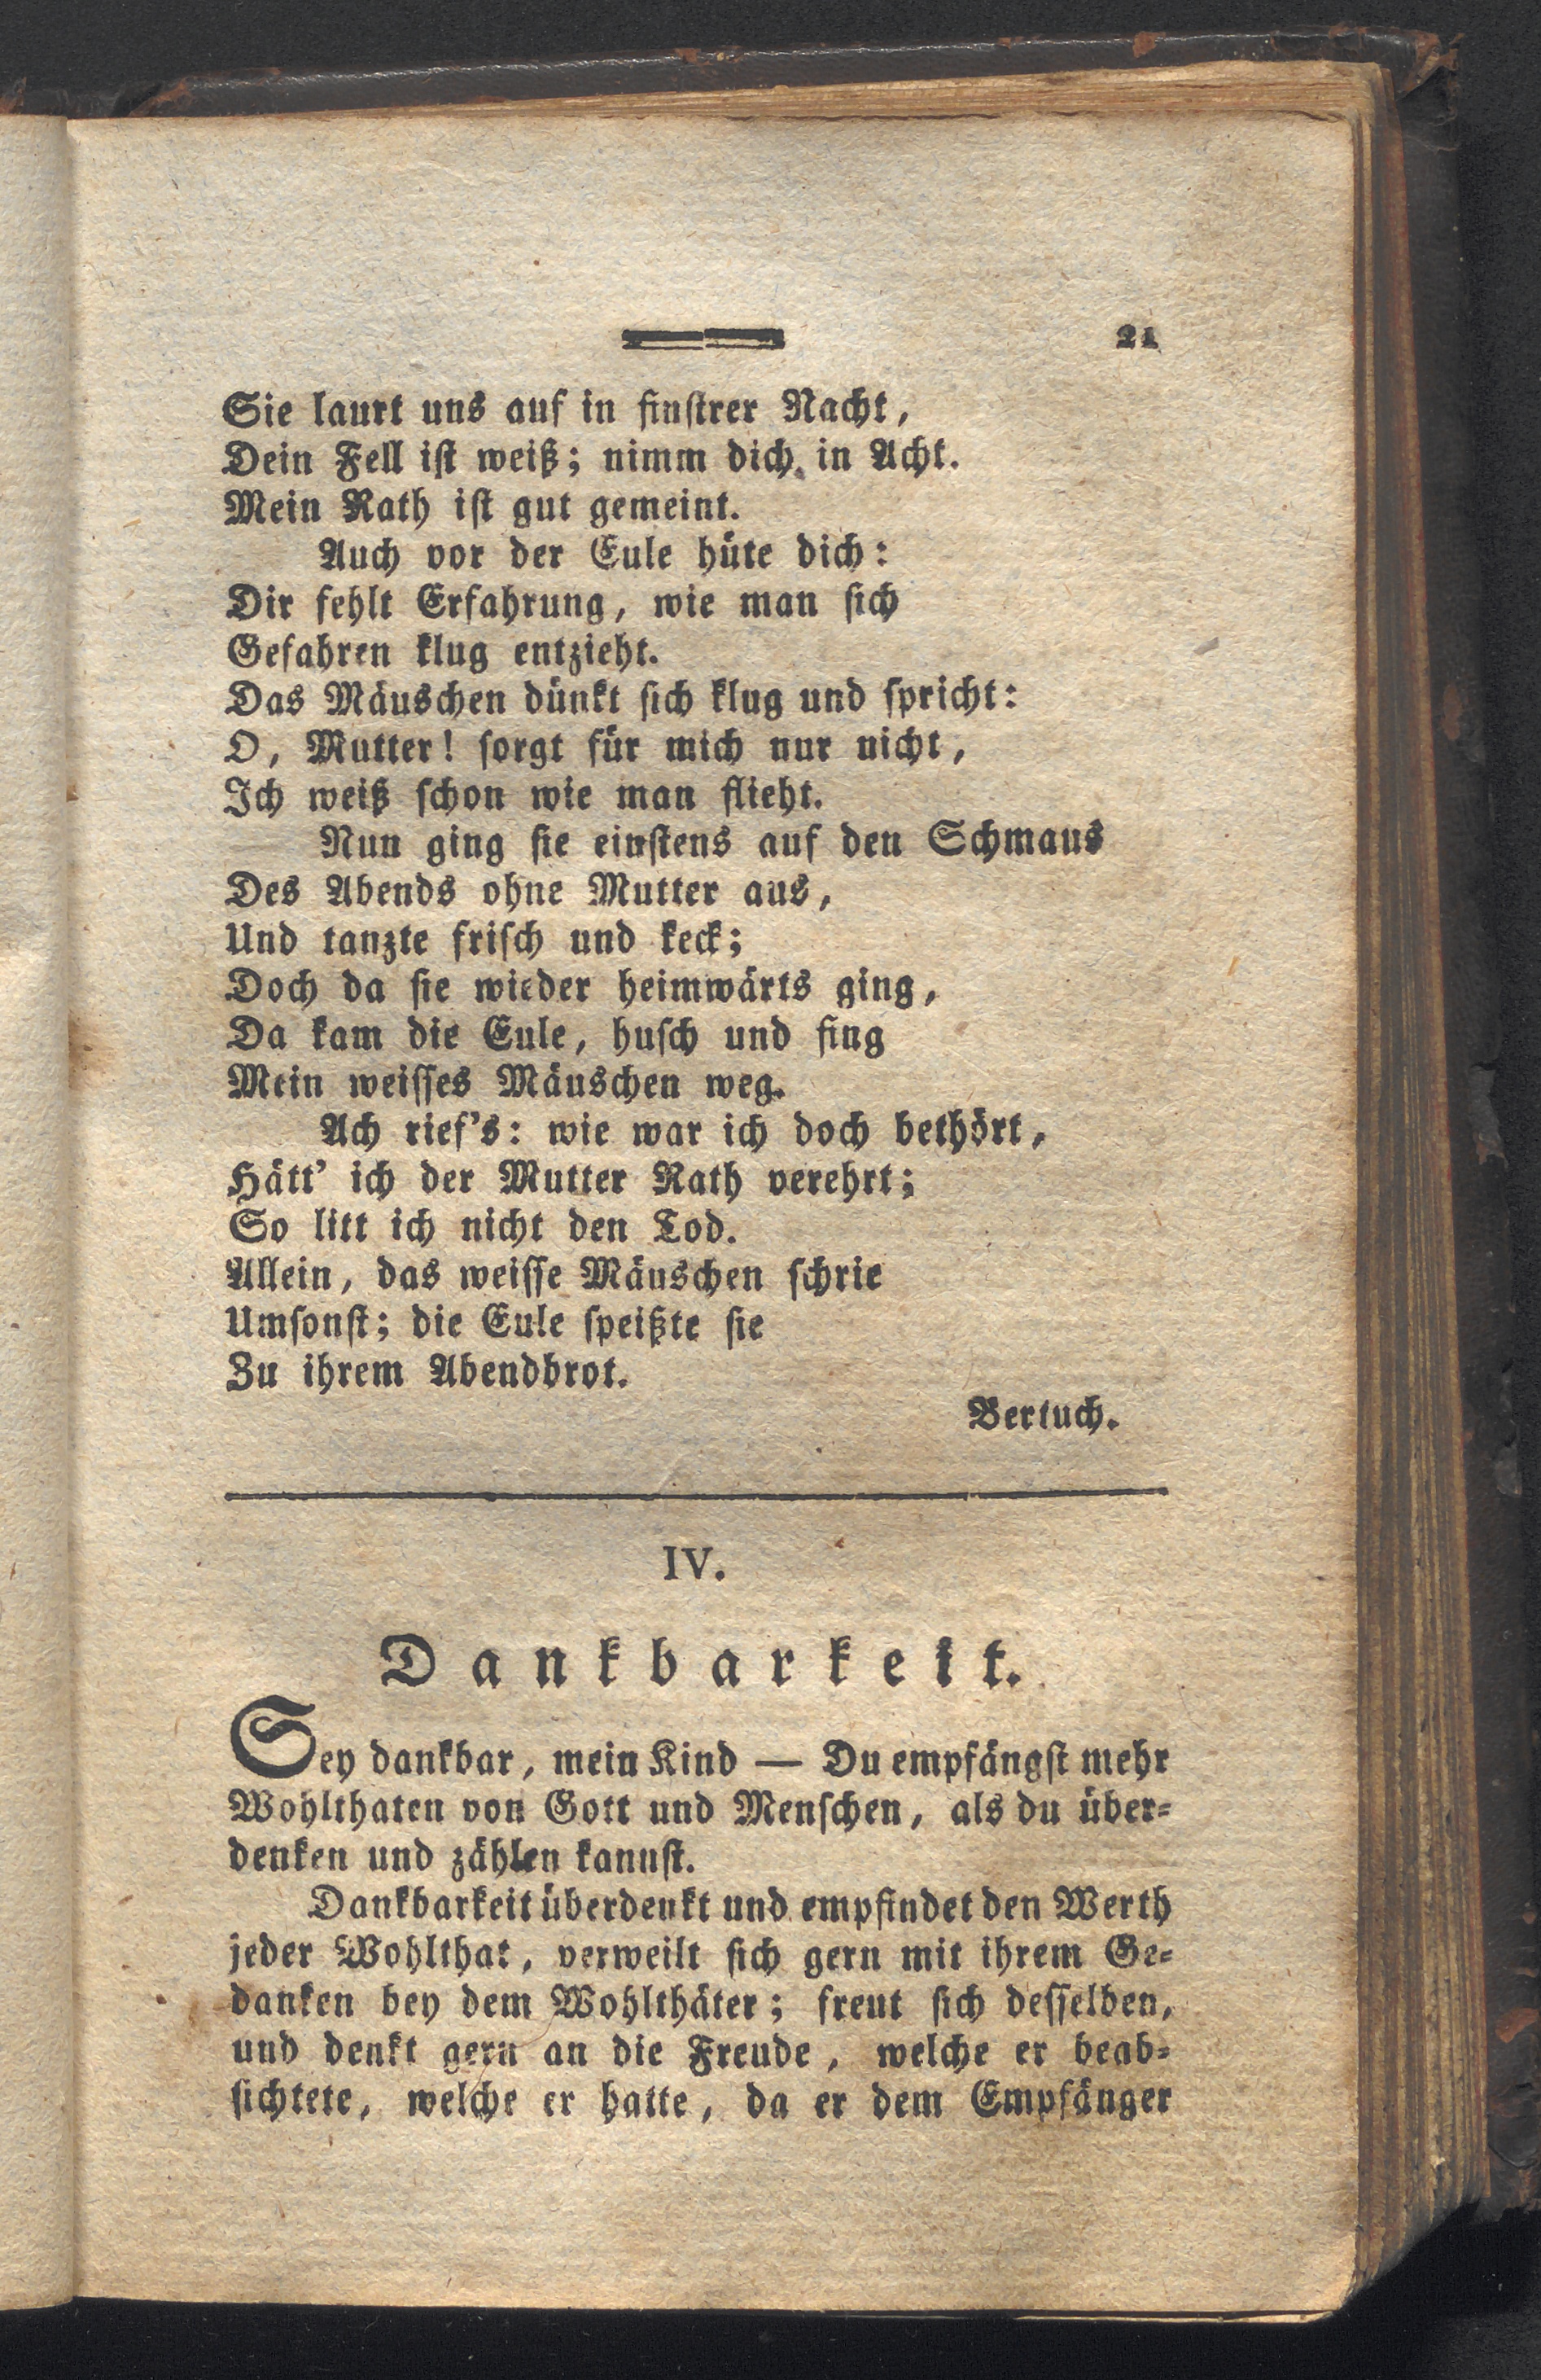 21
Sie laurt uns auf in finſtrer Nacht,
Dein Fell iſt weiß; nimm dich in Acht.
Mein Rath iſt gut gemeint.
Auch vor der Eule hüte dich:
Dir fehlt Erfahrung, wie man ſich
Gefahren klug entzieht.
Das Mäuschen dünkt ſich klug und ſpricht:
O, Mutter! ſorgt für mich nur nicht,
Ich weiß ſchon wie man flieht.
Nun ging ſie einſtens auf den Schmaus
Des Abends ohne Mutter aus,
Und tanzte friſch und keck;
Doch da ſie wieder heimwärts ging,
Da kam die Eule, huſch und fing
Mein weiſſes Mäuschen weg.
Ach rief's: wie war ich doch bethört,
Hätt' ich der Mutter Rath verehrt;
So litt ich nicht den Tod.
Allein, das weiſſe Mäuschen ſchrie
Umſonſt; die Eule ſpeißte ſie
Zu ihrem Abendbrot.
Bertuch.
IV.
Dankbarkeit.
Sey dankbar, mein Kind — Du empfängſt mehr
Wohlthaten von Gott und Menſchen, als du über-
denken und zählen kannſt.
Dankbarkeit überdenkt und empfindet den Werth
jeder Wohlthat, verweilt ſich gern mit ihrem Ge-
danken bey dem Wohlthäter; freut ſich deſſelben,
und denkt gern an die Freude, welche er beab-
ſichtete, welche er hatte, da er dem Empfänger